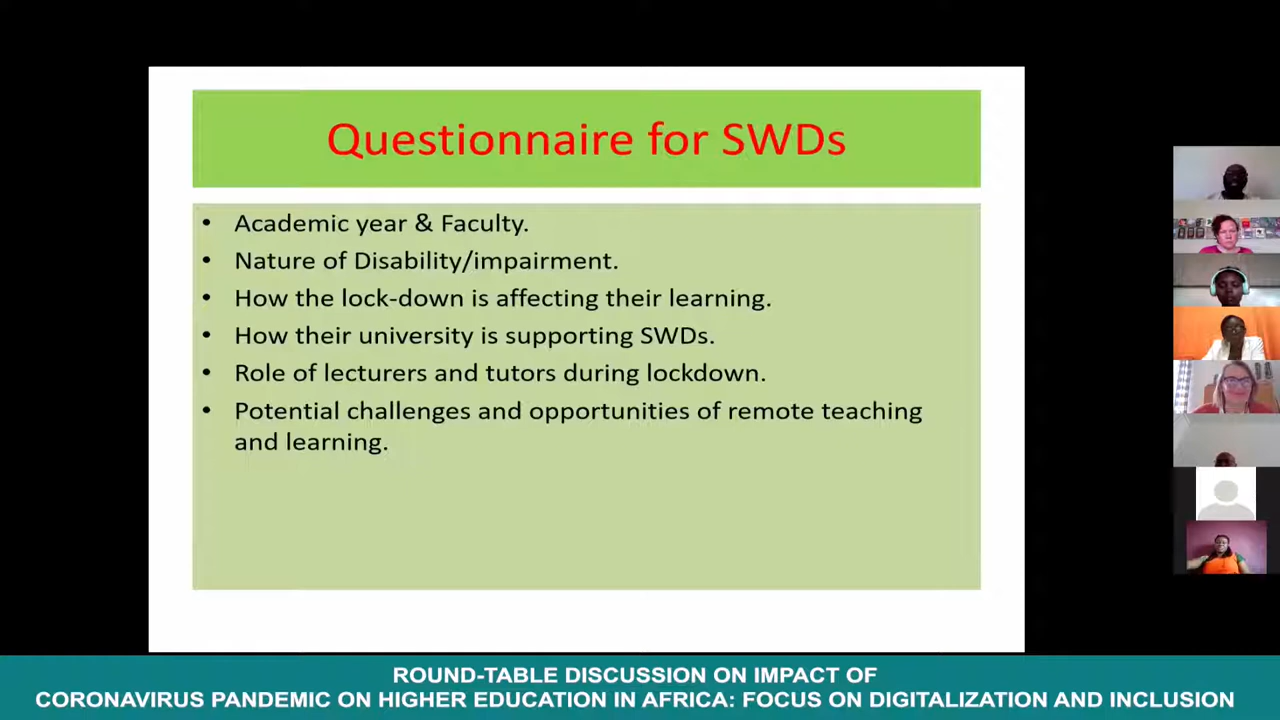 Questionnaire for SWDs
• Academic year & Faculty.
• Nature of Disability/impairment.
• How the lock-down is affecting their learning.
• How their university is supporting SWDs.
• Role of lecturers and tutors during lockdown.
• Potential challenges and opportunities of remote teaching
and learning.
ROUND-TABLE DISCUSSION ON IMPACT OF
CORONAVIRUS PANDEMIC ON HIGHER EDUCATION IN AFRICA: FOCUS ON DIGITALIZATION AND INCLUSION